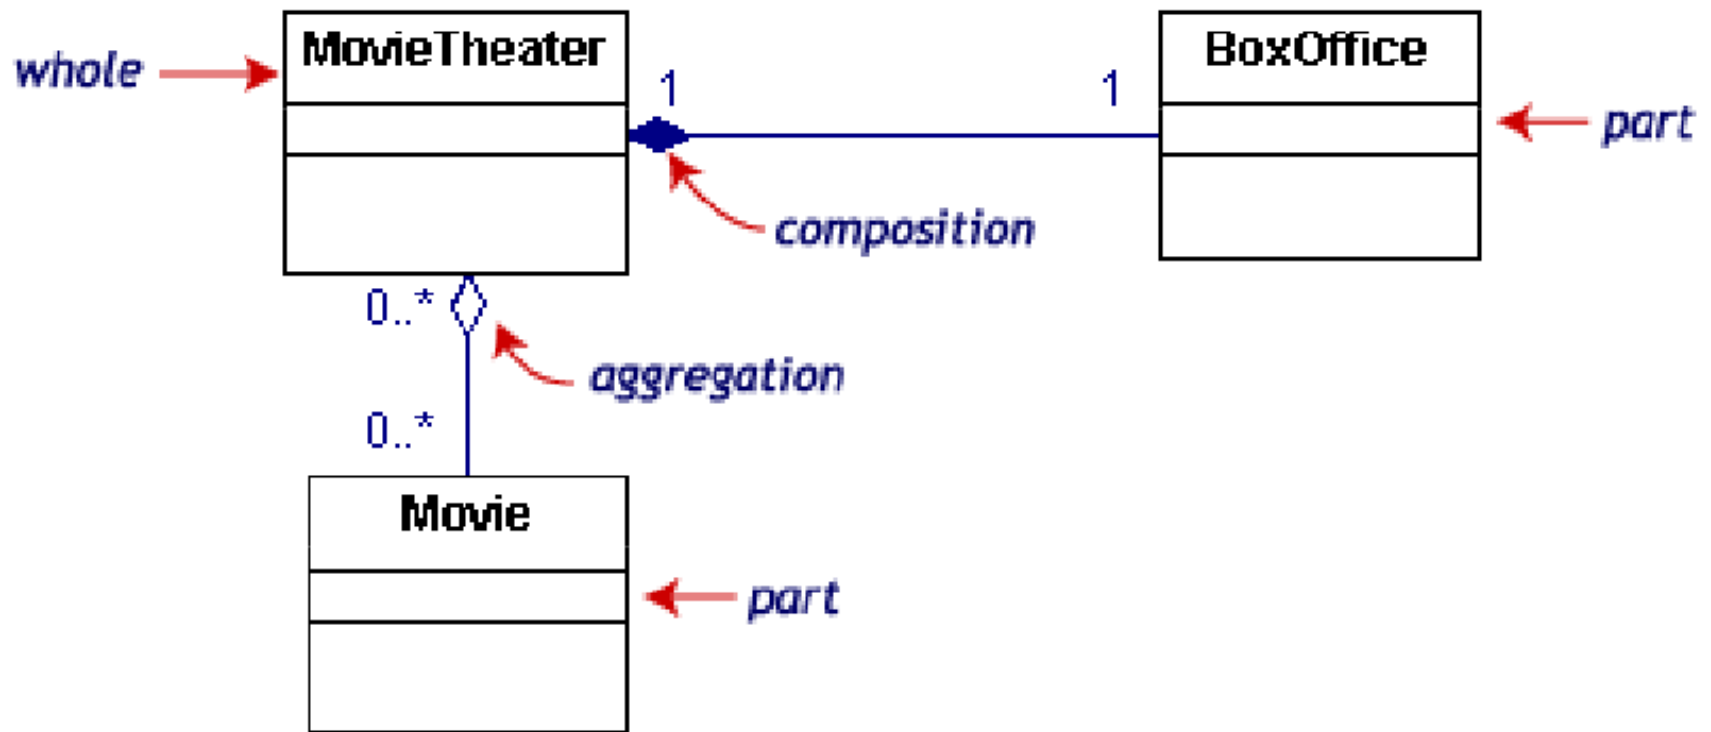 MovieTheater
BoxOffice
whole
1
1
part
composition
0..*
aggregation
0..*
Movie
part